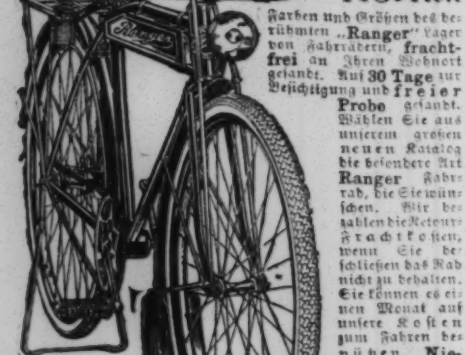 Ranger
Farben und Größen des be-
rühmten „Ranger“ Lager
von Fahrrädern, fracht-
frei an Ihren Wohnort
gesandt. Auf 30 Tage zur
Besichtigung und freier
Probe gesandt.
Wählen Sie aus
unserem großen
neuen Katalog
die besondere Art
Ranger Fahr-
rad, die Sie wün-
schen. Wir be-
zahlen die Retour-
Frachtkosten,
wenn Sie be-
schließen das Rad
nicht zu behalten.
Sie können es ei-
nen Monat auf
unsere Kosten
zum Fahren be-